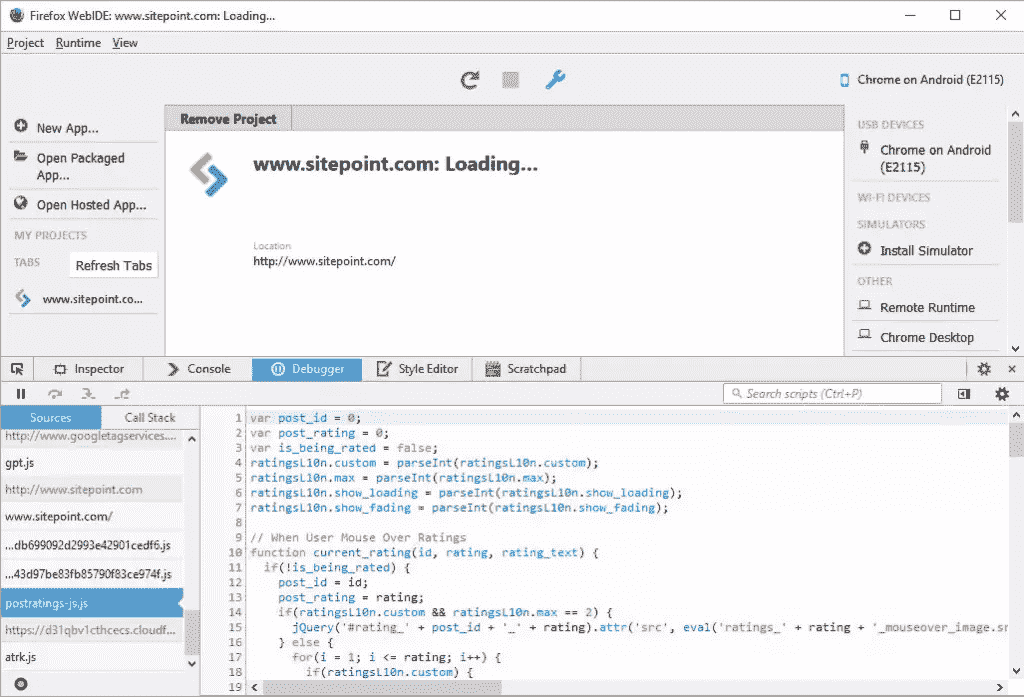 Firefox WebIDE: www.sitepoint.com: Loading...
Project Runtime View
Chrome on Android (E2115)
New App...
Open Packaged
App...
Open Hosted App...
MY PROJECTS
TABS
Refresh Tabs
www.sitepoint.co...
Remove Project
www.sitepoint.com: Loading...
Location
http://www.sitepoint.com/
USB DEVICES
Chrome on Android
(E2115)
WI-FI DEVICES
SIMULATORS
Install Simulator
OTHER
Remote Runtime
Chrome Desktop
Inspector Console Debugger Style Editor Scratchpad
Search scripts (Ctrl+P)
Sources Call Stack
http://www.googletagservices....
gpt.js
http://www.sitepoint.com
www.sitepoint.com/
...db699092d2993e42901cedf6.js
...43d97be83fb85790f83ce974f.js
postratings-js.js
https://d31qbv1cthcecs.cloudf...
atrk.js
1 var post_id = 0;
2 var post_rating = 0;
3 var is_being_rated = false;
4 ratingsL10n.custom = parseInt(ratingsL10n.custom);
5 ratingsL10n.max = parseInt(ratingsL10n.max);
6 ratingsL10n.show_loading = parseInt(ratingsL10n.show_loading);
7 ratingsL10n.show_fading = parseInt(ratingsL10n.show_fading);
8
9 // When User Mouse Over Ratings
10 function current_rating(id, rating, rating_text) {
11 if(!is_being_rated) {
12 post_id = id;
13 post_rating = rating;
14 if(ratingsL10n.custom && ratingsL10n.max == 2) {
15 jQuery('#rating_' + post_id + '_' + rating).attr('src', eval('ratings_' + rating + '_mouseover_image.sr
16 } else {
17 for(i = 1; i <= rating; i++) {
18 if(ratingsL10n.custom) {
19